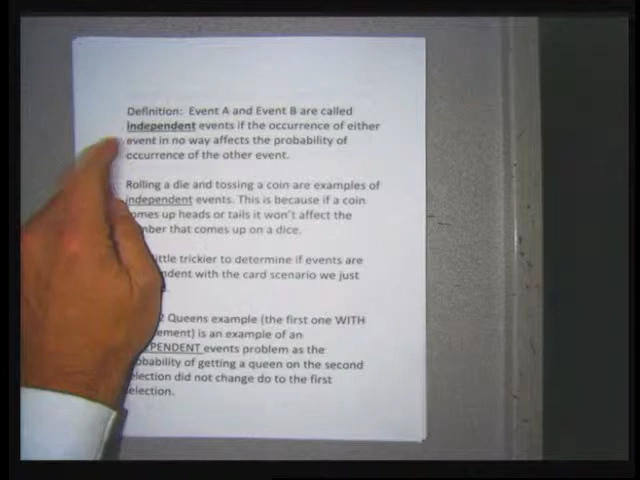 Definition: Event A and Event B are called
independent events if the occurrence of either
event in no way affects the probability of
occurrence of the other event.
Rolling a die and tossing a coin are examples of
independent events. This is because if a coin
omes up heads or tails it won't affect the
mber that comes up on a dice.
ittle trickier to determine if events are
ndent with the card scenario we just
2 Queens example (the first one WITH
ement) is an example of an
PENDENT events problem as the
obability of getting a queen on the second
election did not change do to the first
election.